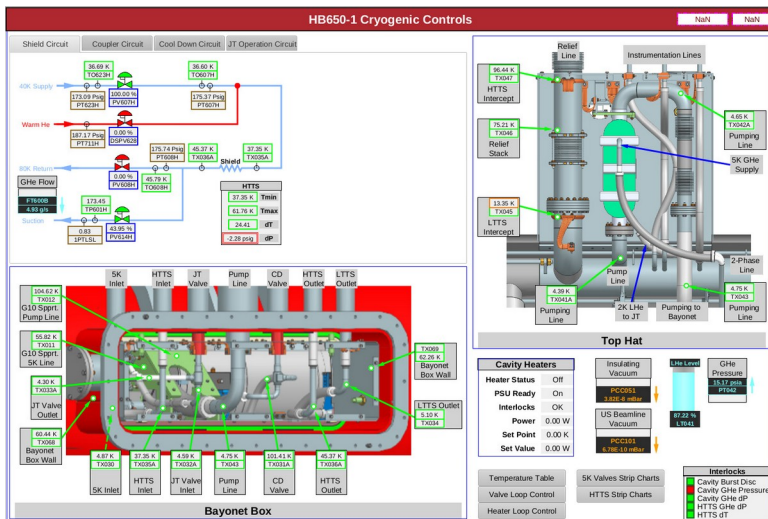 HB650-1 Cryogenic Controls
NaN
NaN
Shield Circuit
Coupler Circuit
Cool Down Circuit
JT Operation Circuit
36.69 K
TO623H
36.60 K
TO607H
40K Supply
173.09 Psig
PT623H
100.00 %
PV607H
175.37 Psig
PT607H
Warm He
187.17 Psig
PT711H
0.00 %
DSPV628
175.74 Psig
PT608H
45.37 K
TX036A
37.35 K
TX035A
Shield
80K Return
0.00 %
PV608H
45.79 K
TO608H
GHe Flow
FT600B
4.93 g/s
173.45
TP601H
Suction
0.83
1PTLSL
43.95 %
PV614H
HTTS
37.35 K Tmin
61.76 K Tmax
24.41 dT
-2.28 psig dP
5K
Inlet
HTTS
Inlet
JT
Valve
Pump
Line
CD
Valve
HTTS
Outlet
LTTS
Outlet
104.62 K
TX012
G10 Spprt.
Pump Line
55.82 K
TX011
G10 Spprt.
5K Line
4.30 K
TX033A
JT Valve
Outlet
60.44 K
TX068
Bayonet
Box Wall
TX069
62.26 K
Bayonet
Box Wall
LTTS Outlet
5.10 K
TX034
4.87 K
TX030
5K Inlet
37.35 K
TX035A
HTTS
Inlet
4.59 K
TX032A
JT Valve
Inlet
4.75 K
TX043
Pump
Line
101.41 K
TX031A
CD
Valve
45.37 K
TX036A
HTTS
Outlet
Bayonet Box
Relief
Line
Instrumentation Lines
96.44 K
TX047
HTTS
Intercept
75.21 K
TX046
Relief
Stack
13.35 K
TX045
LTTS
Intercept
4.65 K
TX042A
Pumping
Line
5K GHe
Supply
2-Phase
Line
4.39 K
TX041A
Pumping
Line
Pump
Line
2K LHe
to JT
Pumping to
Bayonet
4.75 K
TX043
Pumping
Line
Top Hat
Cavity Heaters
Heater Status Off
PSU Ready On
Interlocks OK
Power 0.00 W
Set Point 0.00 K
Set Value 0.00 W
Insulating
Vacuum
PCC051
3.82E-6 mBar
US Beamline
Vacuum
PCC101
6.78E-10 mBar
LHe Level
87.22 %
LT041
GHe
Pressure
15.17 psia
PT042
Temperature Table
Valve Loop Control
Heater Loop Control
5K Valves Strip Charts
HTTS Strip Charts
Interlocks
Cavity Burst Disc
Cavity GHe Pressure
Cavity GHe dP
HTTS GHe dP
HTTS dT